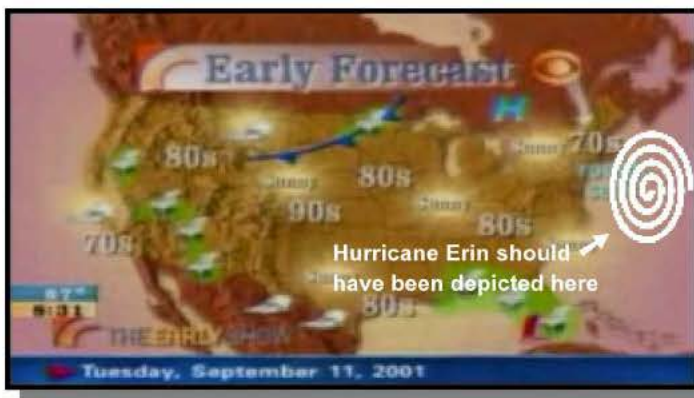 Early Forecast
80s
Sunny
70s
80s
Sunny
90s
Sunny
80s
70s
Hurricane Erin should
have been depicted here
80s
8:31
THE EARLY SHOW
Tuesday, September 11, 2001
H
L